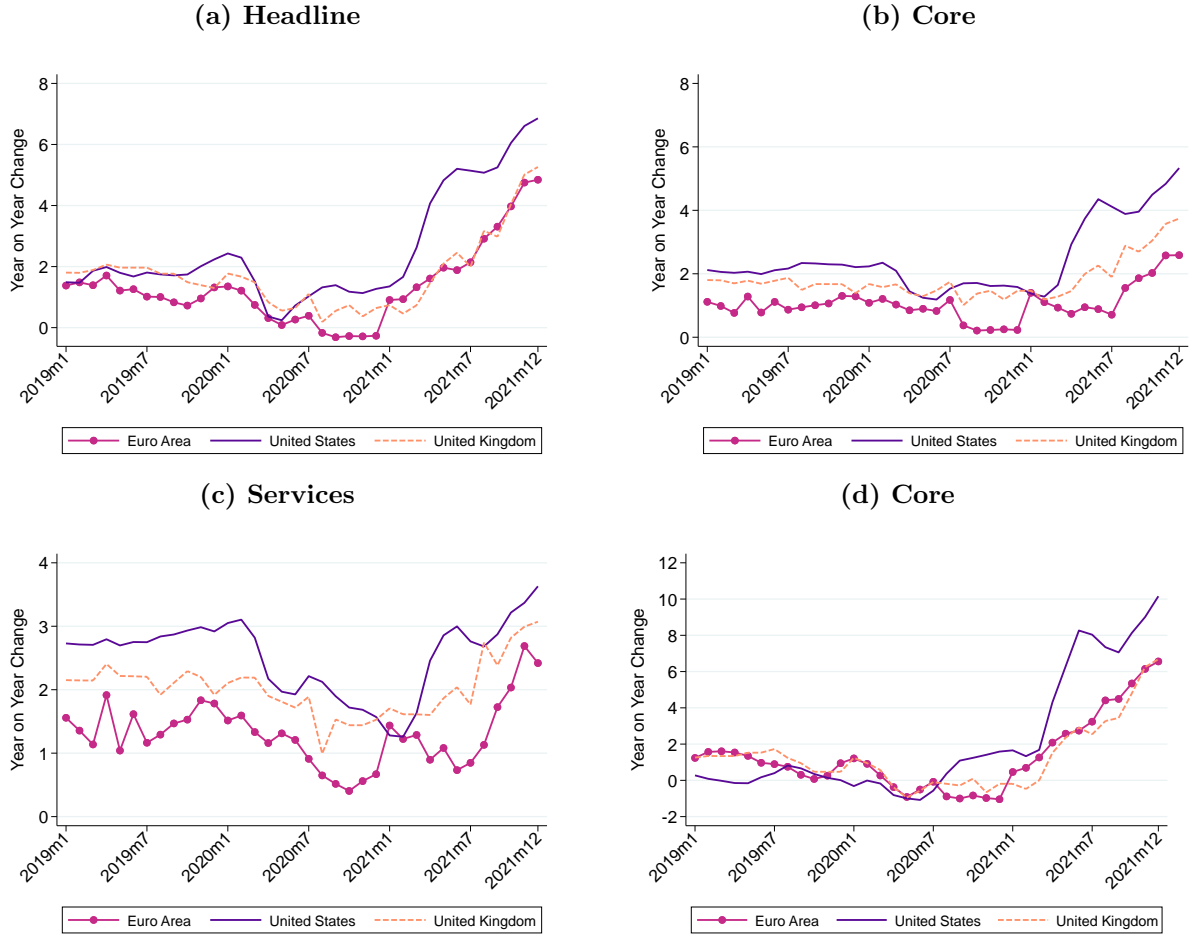 (a) Headline
Year on Year Change
8
6
4
2
0
2019m1
2019m7
2020m1
2020m7
2021m1
2021m7
2021m12
Euro Area United States United Kingdom
(b) Core
Year on Year Change
8
6
4
2
0
2019m1
2019m7
2020m1
2020m7
2021m1
2021m7
2021m12
Euro Area United States United Kingdom
(c) Services
Year on Year Change
4
3
2
1
0
2019m1
2019m7
2020m1
2020m7
2021m1
2021m7
2021m12
Euro Area United States United Kingdom
(d) Core
Year on Year Change
12
10
8
6
4
2
0
-2
2019m1
2019m7
2020m1
2020m7
2021m1
2021m7
2021m12
Euro Area United States United Kingdom